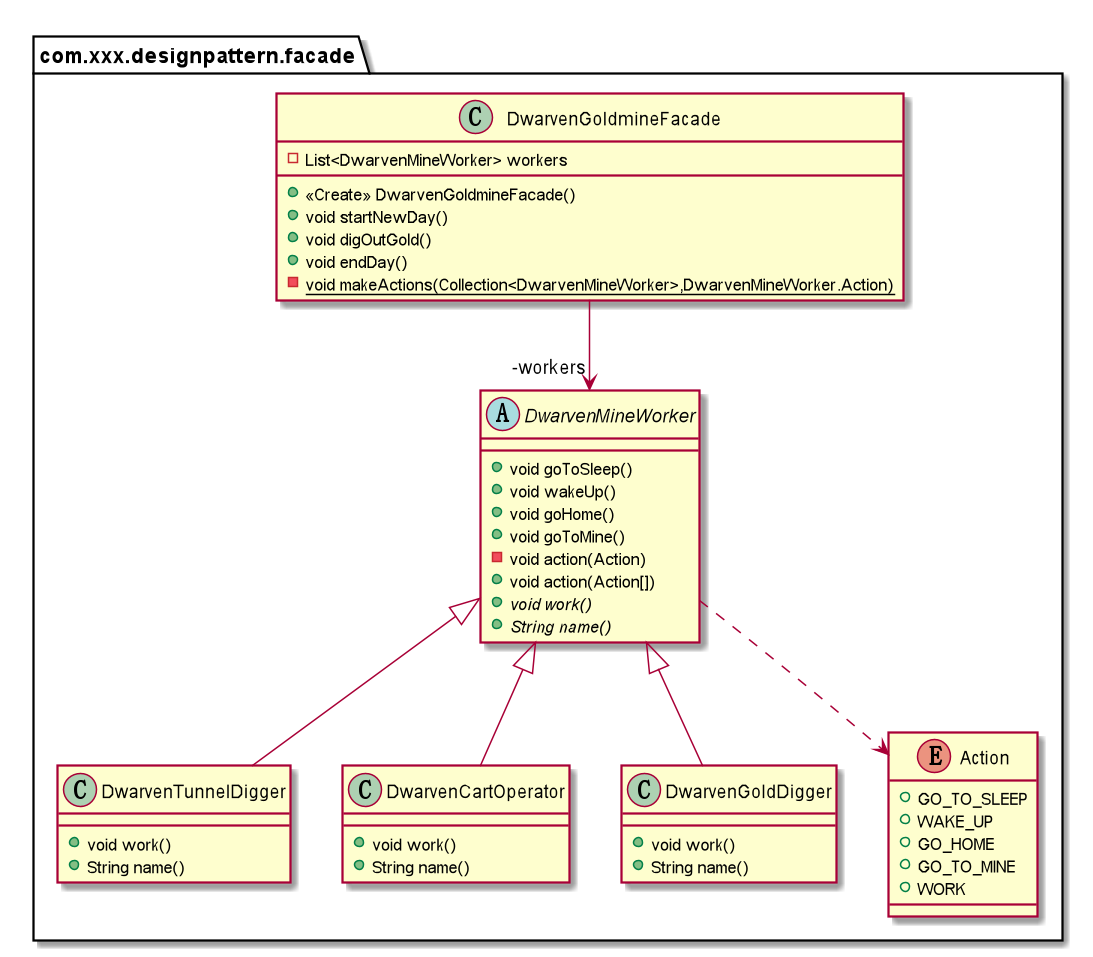 com.xxx.designpattern.facade
C DwarvenGoldmineFacade
List<DwarvenMineWorker> workers
«Create» DwarvenGoldmineFacade()
void startNewDay()
void digOutGold()
void endDay()
void makeActions(Collection<DwarvenMineWorker>,DwarvenMineWorker.Action)
-workers
A DwarvenMineWorker
void goToSleep()
void wakeUp()
void goHome()
void goToMine()
void action(Action)
void action(Action[])
void work()
String name()
C DwarvenTunnelDigger
void work()
String name()
C DwarvenCartOperator
void work()
String name()
C DwarvenGoldDigger
void work()
String name()
E Action
GO_TO_SLEEP
WAKE_UP
GO_HOME
GO_TO_MINE
WORK